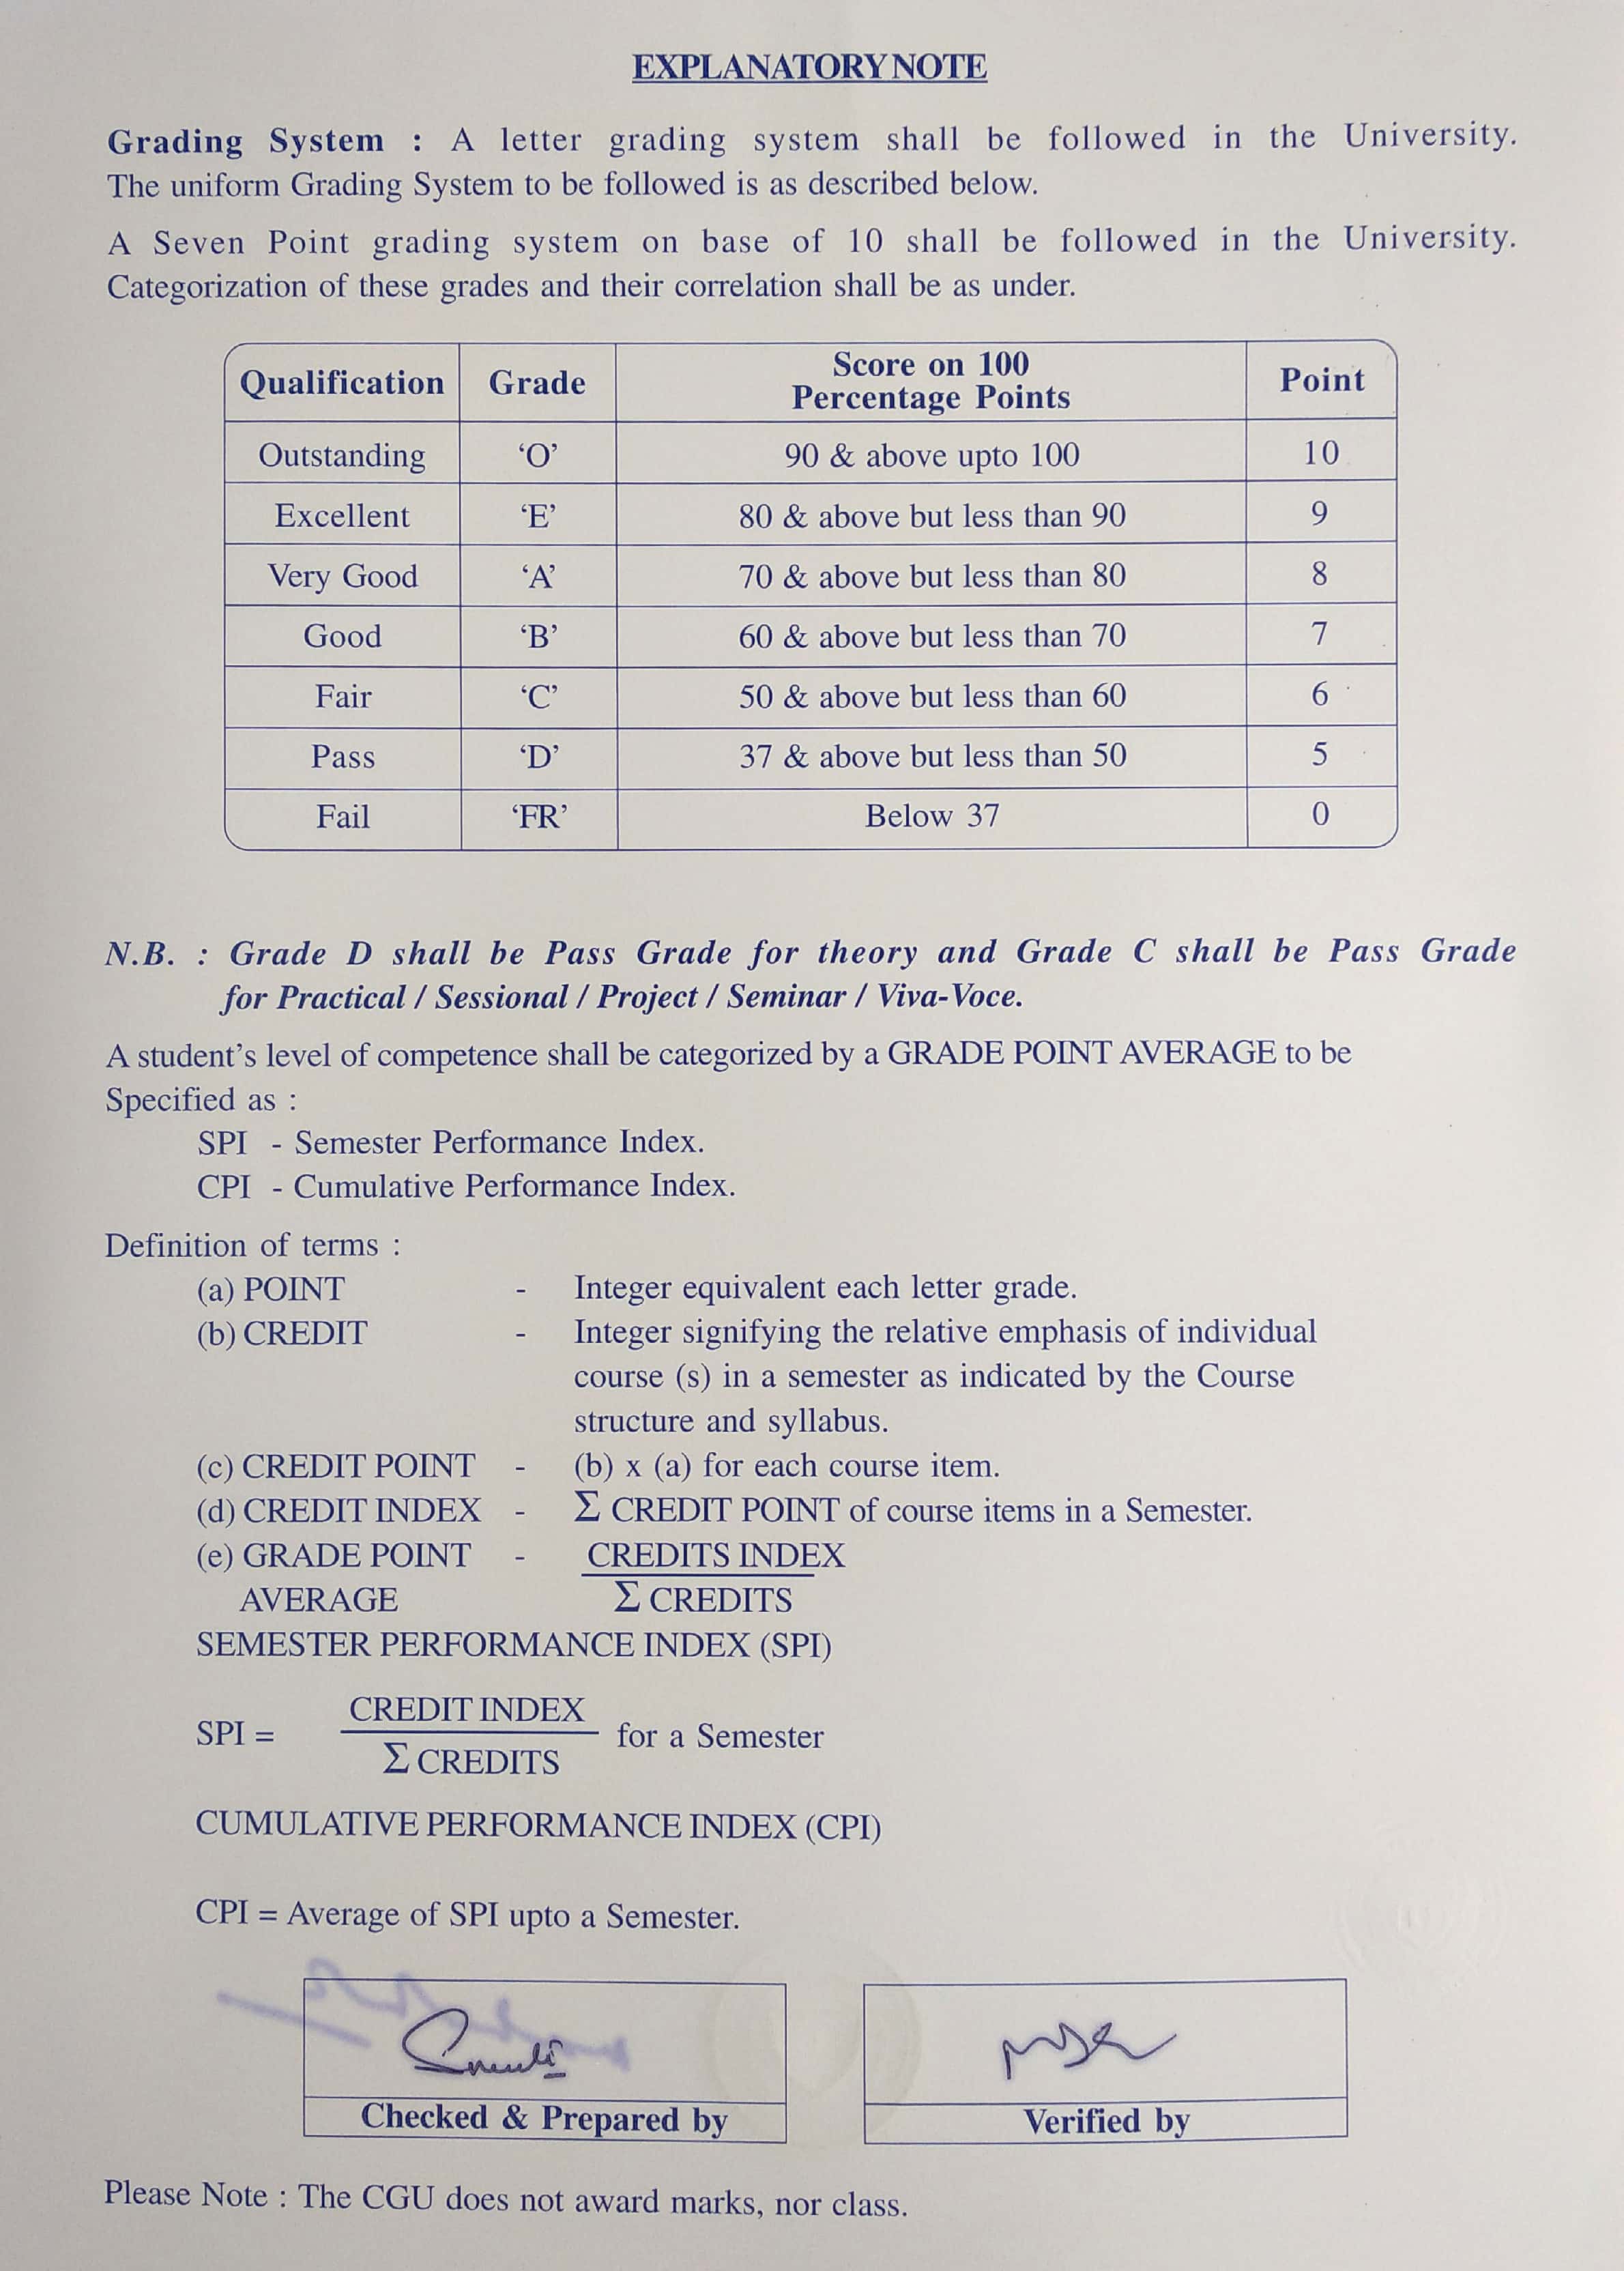 EXPLANATORY NOTE
Grading System : A letter grading system shall be followed in the University.
The uniform Grading System to be followed is as described below.
A Seven Point grading system on base of 10 shall be followed in the University.
Categorization of these grades and their correlation shall be as under.
Qualification Grade Score on 100 Percentage Points Point
Outstanding ‘O’ 90 & above upto 100 10
Excellent ‘E’ 80 & above but less than 90 9
Very Good ‘A’ 70 & above but less than 80 8
Good ‘B’ 60 & above but less than 70 7
Fair ‘C’ 50 & above but less than 60 6
Pass ‘D’ 37 & above but less than 50 5
Fail ‘FR’ Below 37 0
N.B. : Grade D shall be Pass Grade for theory and Grade C shall be Pass Grade
for Practical / Sessional / Project / Seminar / Viva-Voce.
A student’s level of competence shall be categorized by a GRADE POINT AVERAGE to be
Specified as :
SPI - Semester Performance Index.
CPI - Cumulative Performance Index.
Definition of terms :
(a) POINT - Integer equivalent each letter grade.
(b) CREDIT - Integer signifying the relative emphasis of individual
course (s) in a semester as indicated by the Course
structure and syllabus.
(c) CREDIT POINT - (b) x (a) for each course item.
(d) CREDIT INDEX - Σ CREDIT POINT of course items in a Semester.
(e) GRADE POINT - CREDITS INDEX
AVERAGE Σ CREDITS
SEMESTER PERFORMANCE INDEX (SPI)
CREDIT INDEX
SPI = for a Semester
Σ CREDITS
CUMULATIVE PERFORMANCE INDEX (CPI)
CPI = Average of SPI upto a Semester.
Checked & Prepared by Verified by
Please Note : The CGU does not award marks, nor class.